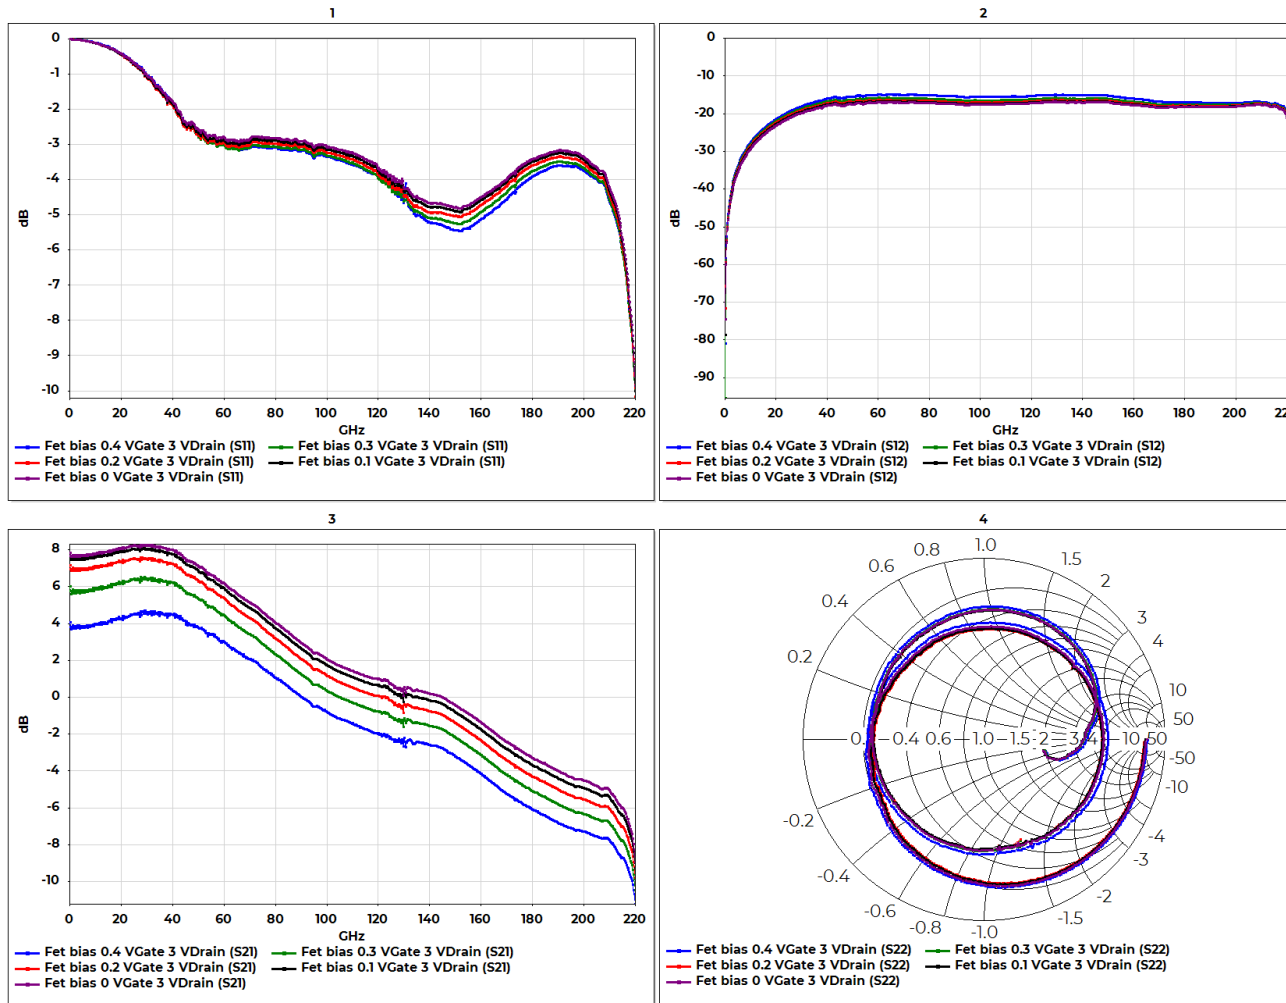 1
0
-1
-2
-3
-4
-5
-6
-7
-8
-9
-10
dB
0 20 40 60 80 100 120 140 160 180 200 220
GHz
Fet bias 0.4 VGate 3 VDrain (S11) Fet bias 0.3 VGate 3 VDrain (S11)
Fet bias 0.2 VGate 3 VDrain (S11) Fet bias 0.1 VGate 3 VDrain (S11)
Fet bias 0 VGate 3 VDrain (S11)
2
0
-10
-20
-30
-40
-50
-60
-70
-80
-90
dB
0 20 40 60 80 100 120 140 160 180 200 22
GHz
Fet bias 0.4 VGate 3 VDrain (S12) Fet bias 0.3 VGate 3 VDrain (S12)
Fet bias 0.2 VGate 3 VDrain (S12) Fet bias 0.1 VGate 3 VDrain (S12)
Fet bias 0 VGate 3 VDrain (S12)
3
8
6
4
2
0
-2
-4
-6
-8
-10
dB
0 20 40 60 80 100 120 140 160 180 200 220
GHz
Fet bias 0.4 VGate 3 VDrain (S21) Fet bias 0.3 VGate 3 VDrain (S21)
Fet bias 0.2 VGate 3 VDrain (S21) Fet bias 0.1 VGate 3 VDrain (S21)
Fet bias 0 VGate 3 VDrain (S21)
4
0.8 1.0 1.5
0.6 2
0.4 3
4
0.2 10
50
0. 0.4 0.6 1.0 1.5 2 3 4 10 50
-50
-10
-0.2 -4
-3
-0.4 -2
-0.6 -1.5
-0.8 -1.0
Fet bias 0.4 VGate 3 VDrain (S22) Fet bias 0.3 VGate 3 VDrain (S22)
Fet bias 0.2 VGate 3 VDrain (S22) Fet bias 0.1 VGate 3 VDrain (S22)
Fet bias 0 VGate 3 VDrain (S22)